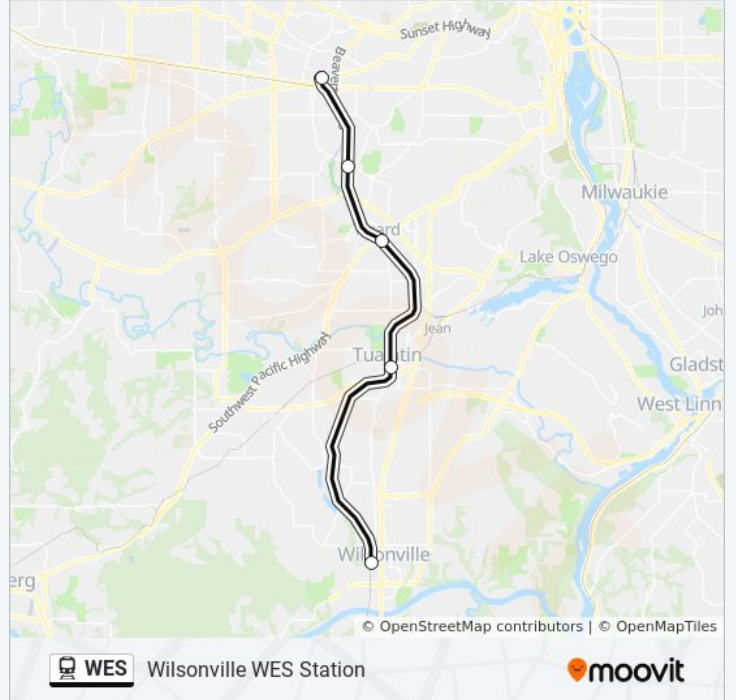 Sunset Highway
Beaver
Milwaukie
ard
Lake Oswego
Joh
Jean
Tualatin
Gladst
Southwest Pacific Highway
West Linn
Wilsonville
erg
© OpenStreetMap contributors | © OpenMapTiles
WES Wilsonville WES Station
moovit